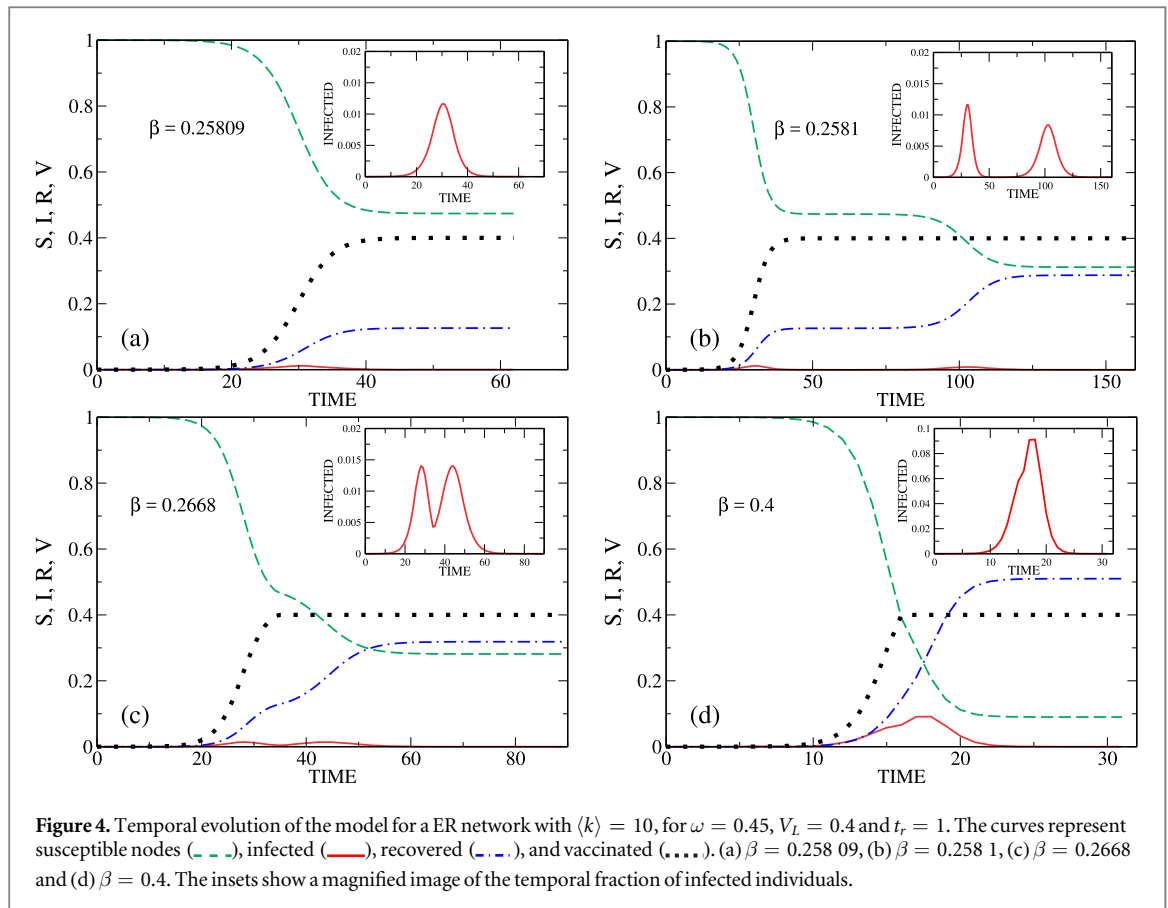 1
0.8
0.6
0.4
0.2
0
S, I, R, V
β = 0.25809
(a)
0 20 40 60
TIME
0.02
0.015
0.01
0.005
0
INFECTED
0 20 40 60
TIME
1
0.8
0.6
0.4
0.2
0
S, I, R, V
β = 0.2581
(b)
0 50 100 150
TIME
0.02
0.015
0.01
0.005
0
INFECTED
0 50 100 150
TIME
1
0.8
0.6
0.4
0.2
0
S, I, R, V
β = 0.2668
(c)
0 20 40 60 80
TIME
0.02
0.015
0.01
0.005
0
INFECTED
0 20 40 60 80
TIME
1
0.8
0.6
0.4
0.2
0
S, I, R, V
β = 0.4
(d)
0 10 20 30
TIME
0.1
0.08
0.06
0.04
0.02
0
INFECTED
0 10 20 30
TIME
Figure 4. Temporal evolution of the model for a ER network with ⟨k⟩ = 10, for ω = 0.45, V_L = 0.4 and t_r = 1. The curves represent
susceptible nodes ( ), infected ( ), recovered ( ), and vaccinated ( ). (a) β = 0.258 09, (b) β = 0.258 1, (c) β = 0.2668
and (d) β = 0.4. The insets show a magnified image of the temporal fraction of infected individuals.